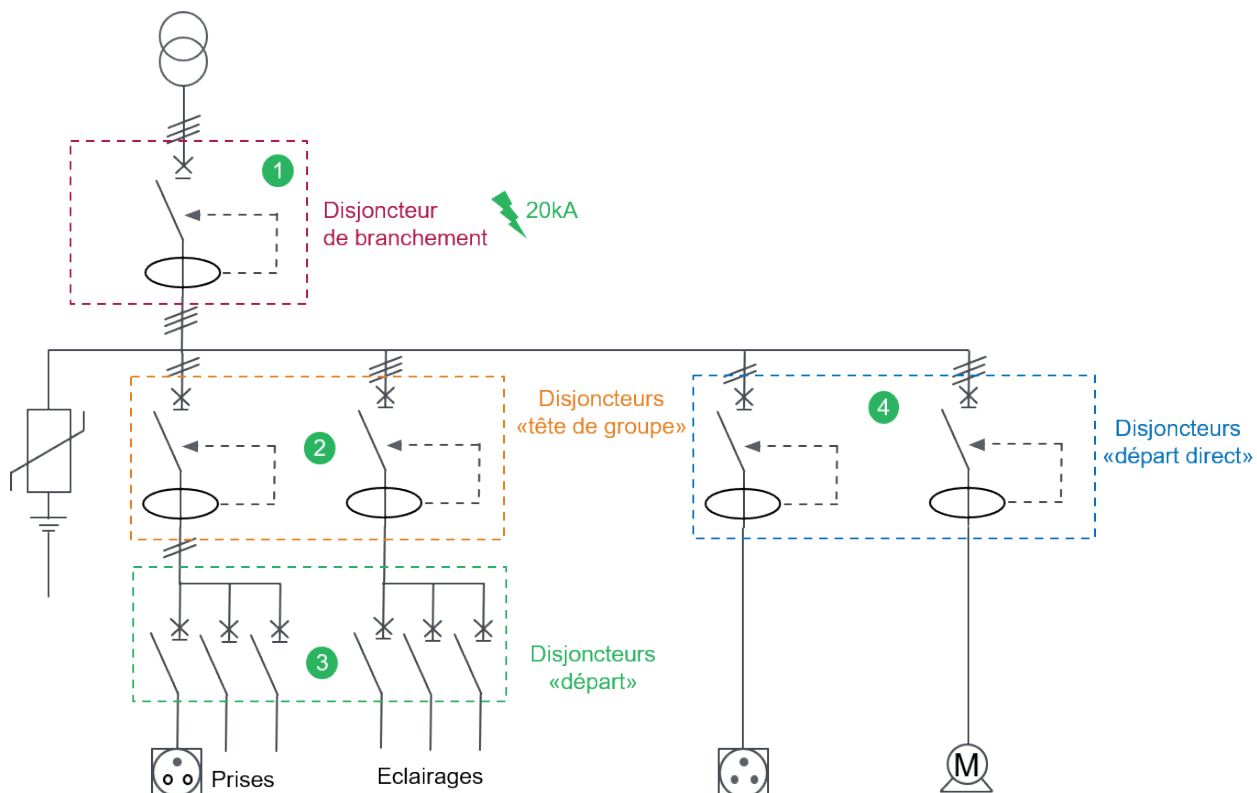 1
Disjoncteur
de branchement
20kA
Disjoncteurs
«tête de groupe»
2
4
Disjoncteurs
«départ direct»
3
Disjoncteurs
«départ»
Prises
Eclairages
M